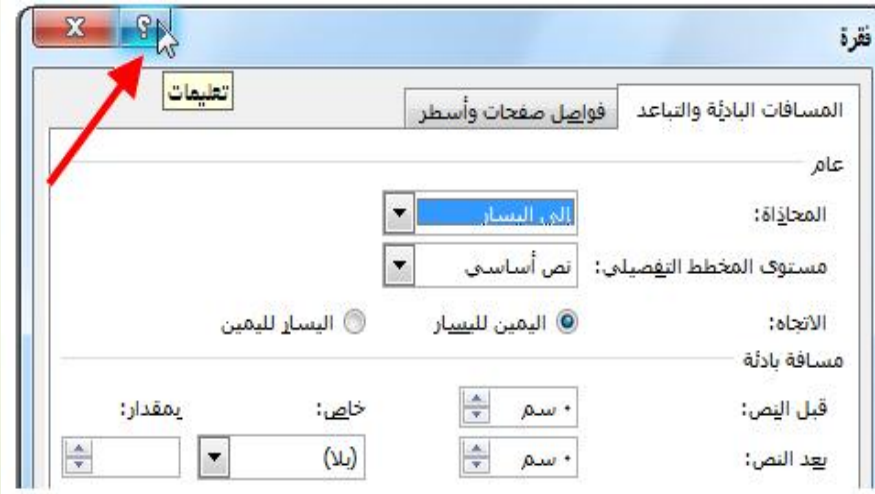 فقرة
؟ X
تعليمات
المسافات البادئة والتباعد فواصل صفحات وأسطر
عام
المحاذاة: إلى اليسار
مستوى المخطط التفصيلي: نص أساسي
الاتجاه: اليمين لليسار اليسار لليمين
مسافة بادئة
قبل النص: ٠ سم خاص: بمقدار:
بعد النص: ٠ سم (بلا)